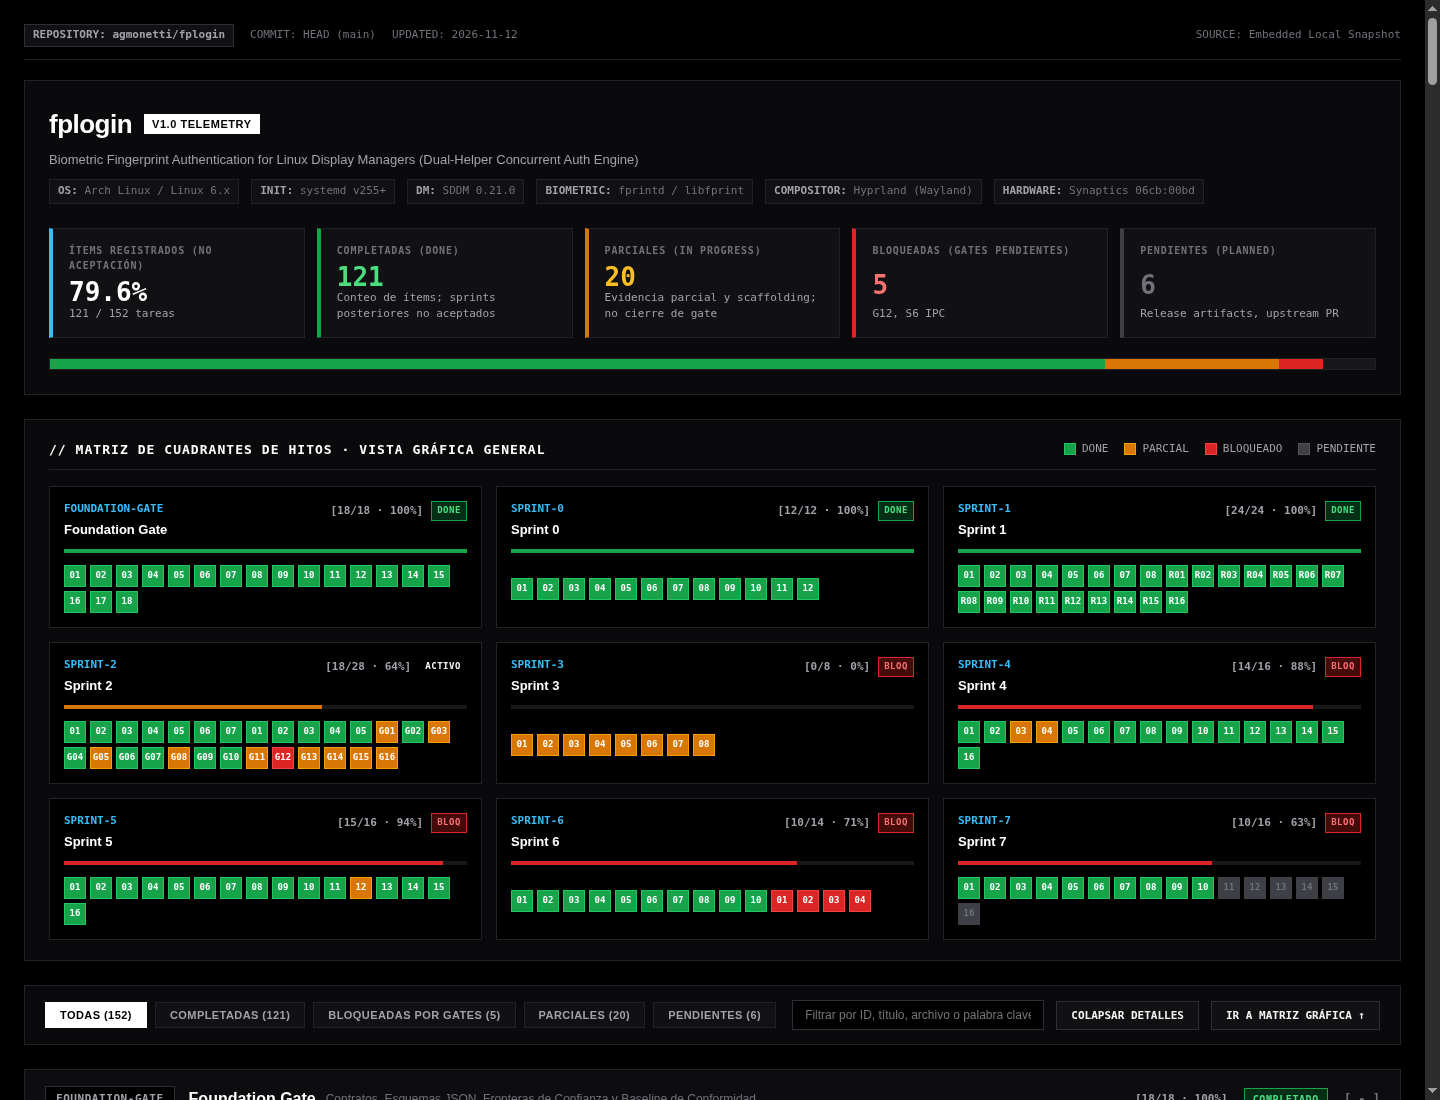 REPOSITORY: agmonetti/fplogin COMMIT: HEAD (main) UPDATED: 2026-11-12 SOURCE: Embedded Local Snapshot
fplogin V1.0 TELEMETRY
Biometric Fingerprint Authentication for Linux Display Managers (Dual-Helper Concurrent Auth Engine)
OS: Arch Linux / Linux 6.x INIT: systemd v255+ DM: SDDM 0.21.0 BIOMETRIC: fprintd / libfprint COMPOSITOR: Hyprland (Wayland) HARDWARE: Synaptics 06cb:00bd
ÍTEMS REGISTRADOS (NO
ACEPTACIÓN)
79.6%
121 / 152 tareas
COMPLETADAS (DONE)
121
Conteo de ítems; sprints
posteriores no aceptados
PARCIALES (IN PROGRESS)
20
Evidencia parcial y scaffolding;
no cierre de gate
BLOQUEADAS (GATES PENDIENTES)
5
G12, S6 IPC
PENDIENTES (PLANNED)
6
Release artifacts, upstream PR
// MATRIZ DE CUADRANTES DE HITOS · VISTA GRÁFICA GENERAL
DONE PARCIAL BLOQUEADO PENDIENTE
FOUNDATION-GATE [18/18 · 100%] DONE
Foundation Gate
01 02 03 04 05 06 07 08 09 10 11 12 13 14 15
16 17 18
SPRINT-0 [12/12 · 100%] DONE
Sprint 0
01 02 03 04 05 06 07 08 09 10 11 12
SPRINT-1 [24/24 · 100%] DONE
Sprint 1
01 02 03 04 05 06 07 08 R01 R02 R03 R04 R05 R06 R07
R08 R09 R10 R11 R12 R13 R14 R15 R16
SPRINT-2 [18/28 · 64%] ACTIVO
Sprint 2
01 02 03 04 05 06 07 01 02 03 04 05 G01 G02 G03
G04 G05 G06 G07 G08 G09 G10 G11 G12 G13 G14 G15 G16
SPRINT-3 [0/8 · 0%] BLOQ
Sprint 3
01 02 03 04 05 06 07 08
SPRINT-4 [14/16 · 88%] BLOQ
Sprint 4
01 02 03 04 05 06 07 08 09 10 11 12 13 14 15
16
SPRINT-5 [15/16 · 94%] BLOQ
Sprint 5
01 02 03 04 05 06 07 08 09 10 11 12 13 14 15
16
SPRINT-6 [10/14 · 71%] BLOQ
Sprint 6
01 02 03 04 05 06 07 08 09 10 01 02 03 04
SPRINT-7 [10/16 · 63%] BLOQ
Sprint 7
01 02 03 04 05 06 07 08 09 10 11 12 13 14 15
16
TODAS (152) COMPLETADAS (121) BLOQUEADAS POR GATES (5) PARCIALES (20) PENDIENTES (6) Filtrar por ID, título, archivo o palabra clave COLAPSAR DETALLES IR A MATRIZ GRÁFICA ↑
FOUNDATION-GATE Foundation Gate Contratos, Esquemas JSON, Fronteras de Confianza y Baseline de Conformidad [18/18 · 100%] COMPLETADO [ - ]